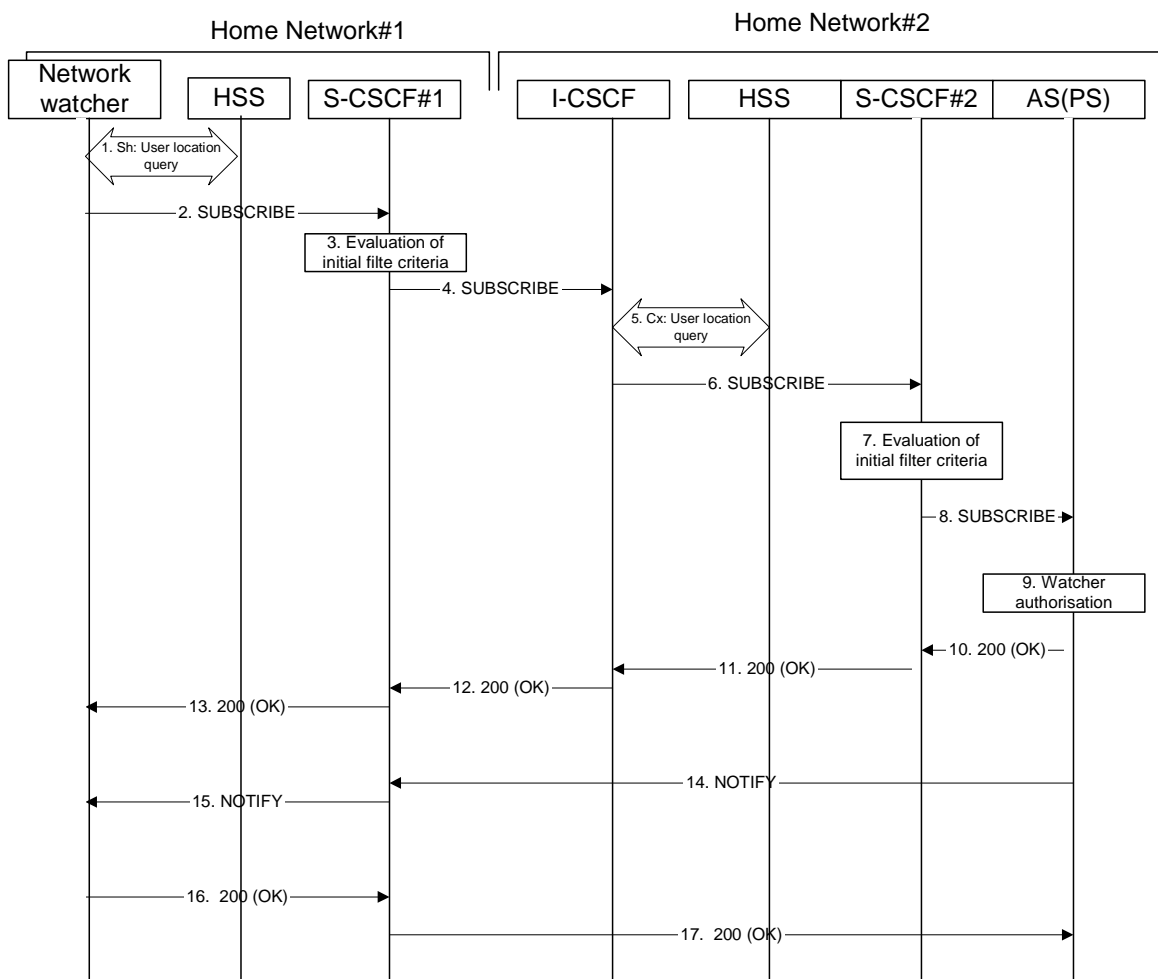 Home Network#1
Home Network#2
Network
watcher
HSS
S-CSCF#1
I-CSCF
HSS
S-CSCF#2
AS(PS)
1. Sh: User location
query
2. SUBSCRIBE
3. Evaluation of
initial filte criteria
4. SUBSCRIBE
5. Cx: User location
query
6. SUBSCRIBE
7. Evaluation of
initial filter criteria
8. SUBSCRIBE
9. Watcher
authorisation
10. 200 (OK)
11. 200 (OK)
12. 200 (OK)
13. 200 (OK)
14. NOTIFY
15. NOTIFY
16. 200 (OK)
17. 200 (OK)